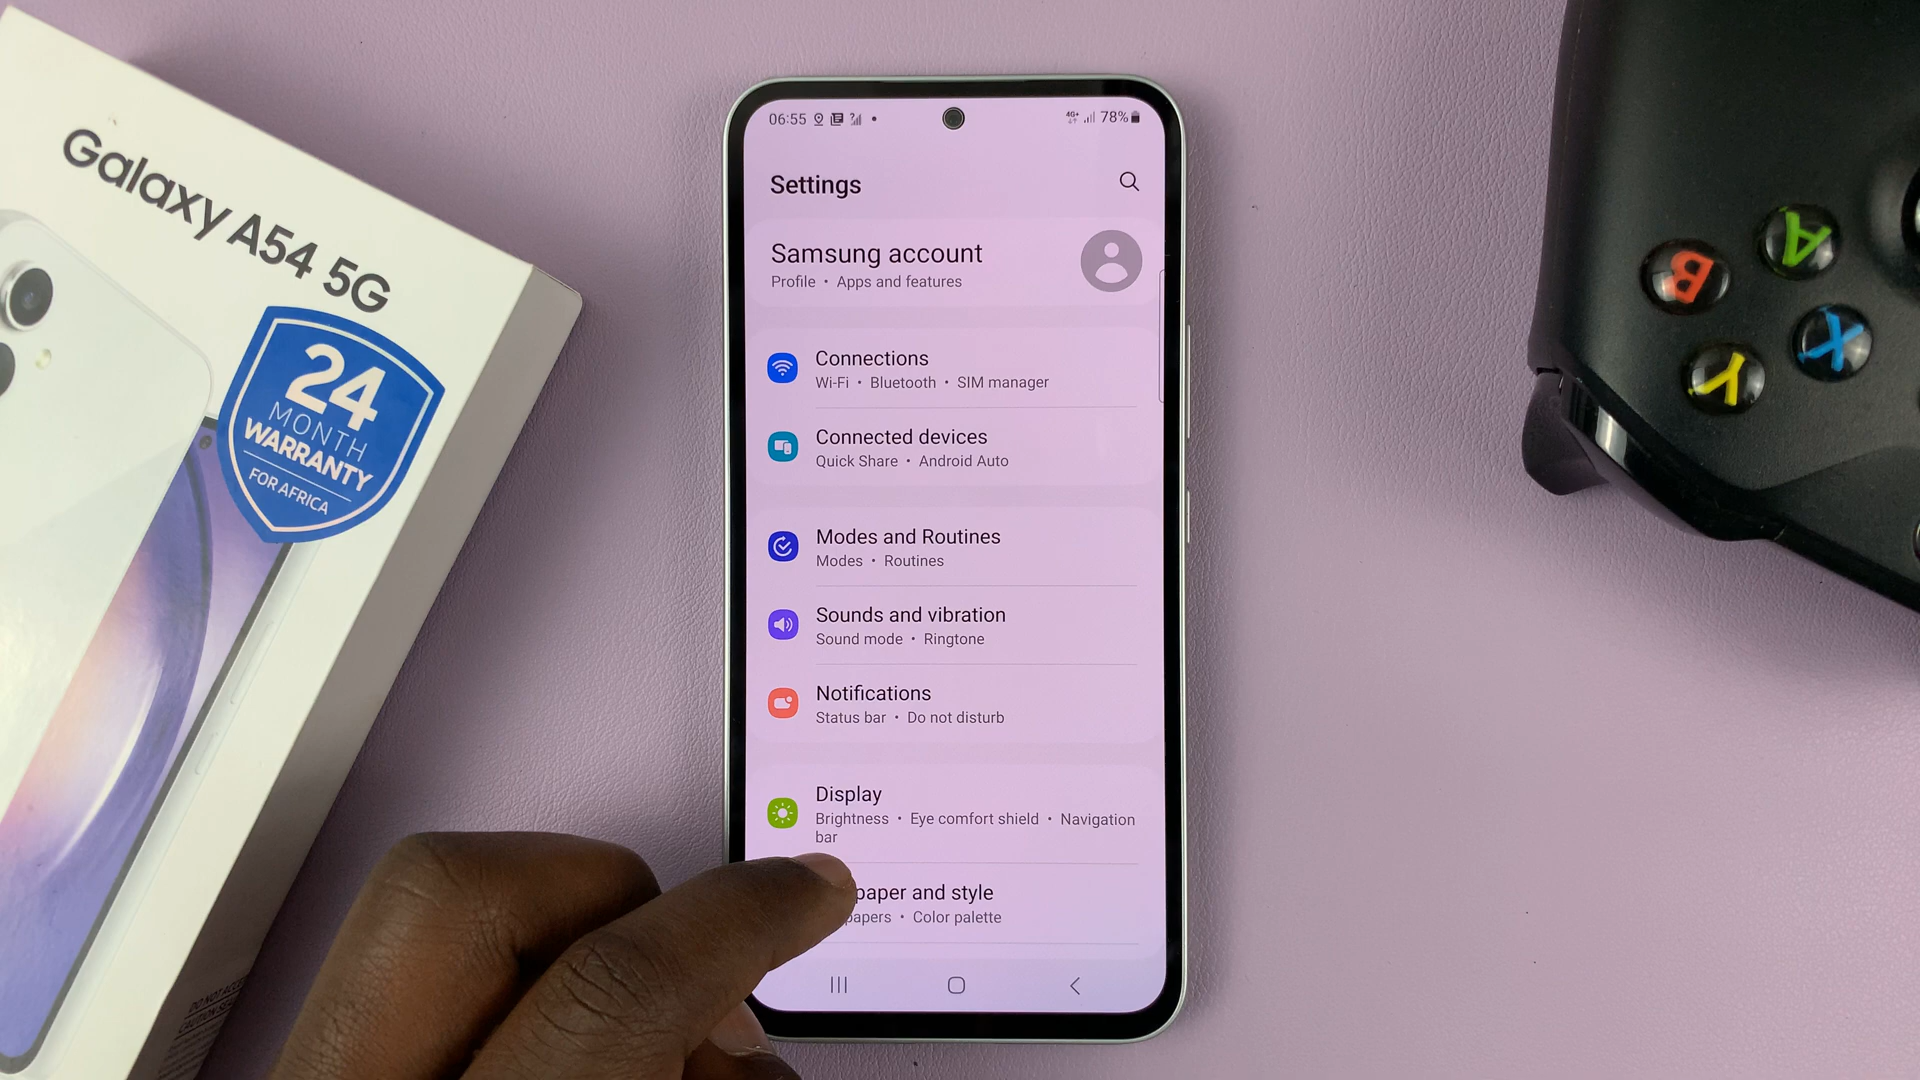 Galaxy A54 5G
24
MONTH
WARRANTY
FOR AFRICA
06:55
4G+
78%
Settings
Samsung account
Profile • Apps and features
Connections
Wi-Fi • Bluetooth • SIM manager
Connected devices
Quick Share • Android Auto
Modes and Routines
Modes • Routines
Sounds and vibration
Sound mode • Ringtone
Notifications
Status bar • Do not disturb
Display
Brightness • Eye comfort shield • Navigation
bar
paper and style
papers • Color palette
A
B
X
Y